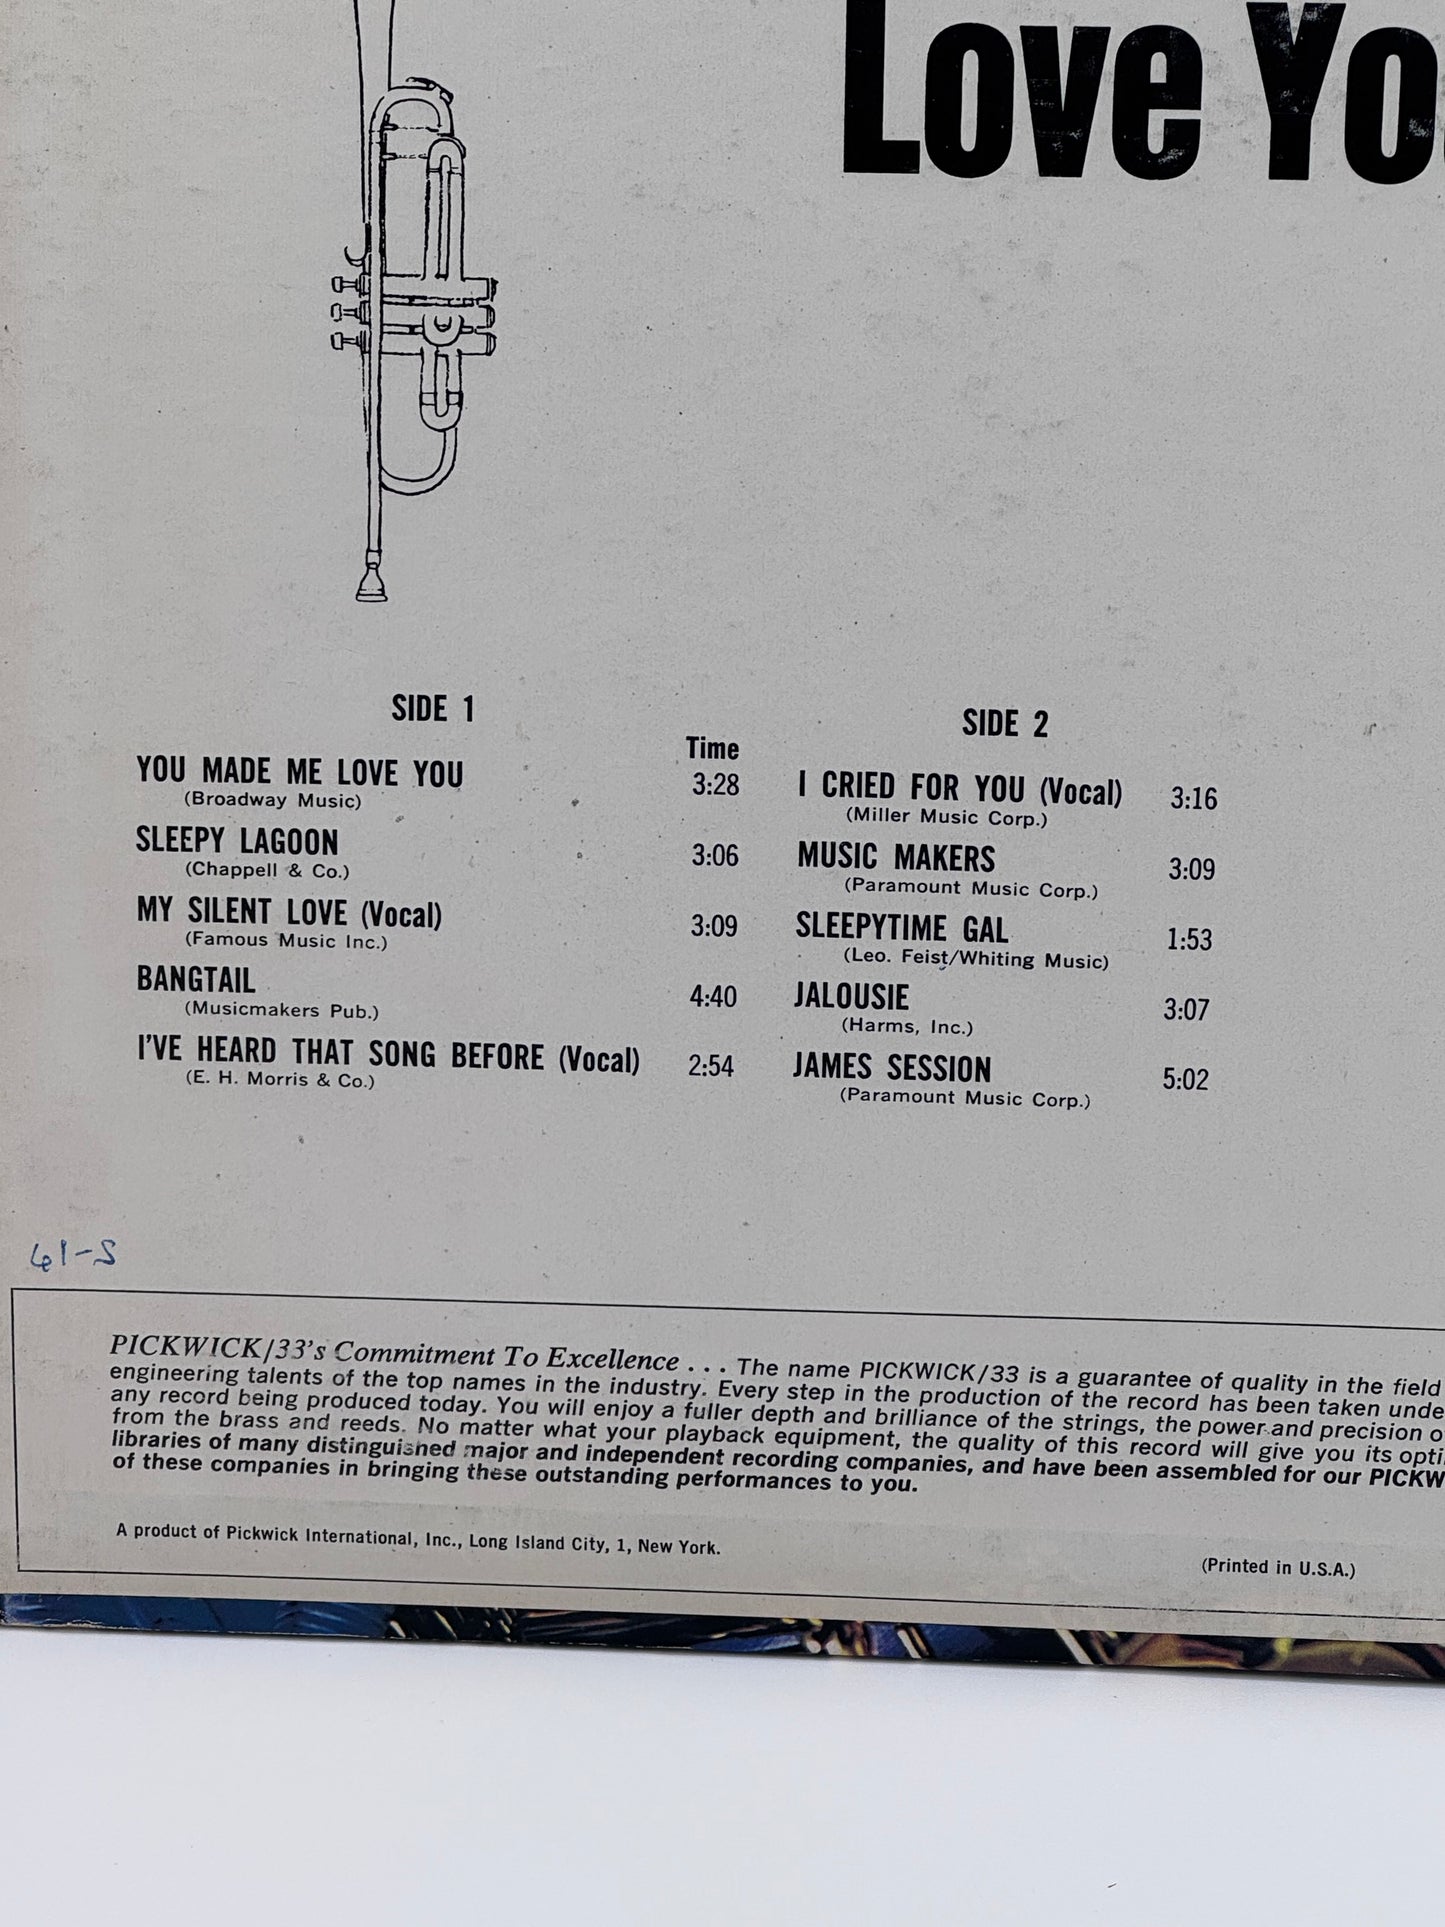 Love Yo
SIDE 1
Time
YOU MADE ME LOVE YOU 3:28
(Broadway Music)
SLEEPY LAGOON 3:06
(Chappell & Co.)
MY SILENT LOVE (Vocal) 3:09
(Famous Music Inc.)
BANGTAIL 4:40
(Musicmakers Pub.)
I'VE HEARD THAT SONG BEFORE (Vocal) 2:54
(E. H. Morris & Co.)
SIDE 2
I CRIED FOR YOU (Vocal) 3:16
(Miller Music Corp.)
MUSIC MAKERS 3:09
(Paramount Music Corp.)
SLEEPYTIME GAL 1:53
(Leo. Feist/Whiting Music)
JALOUSIE 3:07
(Harms, Inc.)
JAMES SESSION 5:02
(Paramount Music Corp.)
61-S
PICKWICK/33's Commitment To Excellence . . . The name PICKWICK/33 is a guarantee of quality in the field
engineering talents of the top names in the industry. Every step in the production of the record has been taken unde
any record being produced today. You will enjoy a fuller depth and brilliance of the strings, the power and precision o
from the brass and reeds. No matter what your playback equipment, the quality of this record will give you its opti
libraries of many distinguished major and independent recording companies, and have been assembled for our PICKW
of these companies in bringing these outstanding performances to you.
A product of Pickwick International, Inc., Long Island City, 1, New York.
(Printed in U.S.A.)